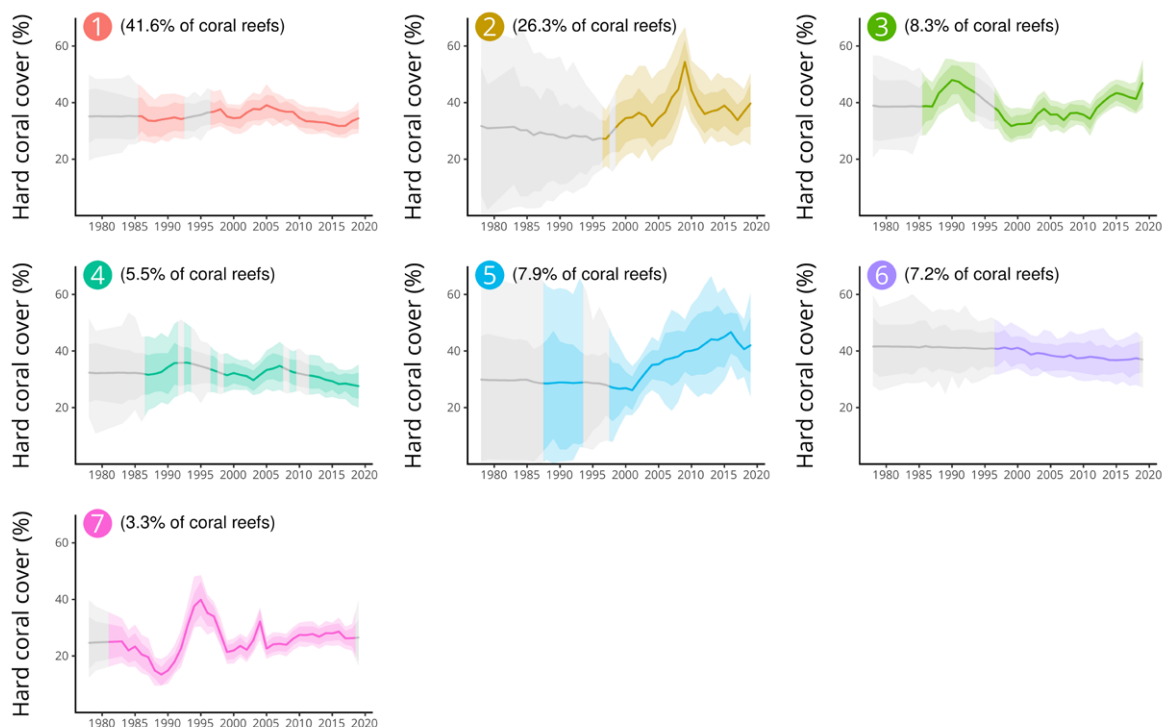 1 (41.6% of coral reefs)
Hard coral cover (%)
60
40
20
1980 1985 1990 1995 2000 2005 2010 2015 2020
2 (26.3% of coral reefs)
Hard coral cover (%)
60
40
20
1980 1985 1990 1995 2000 2005 2010 2015 2020
3 (8.3% of coral reefs)
Hard coral cover (%)
60
40
20
1980 1985 1990 1995 2000 2005 2010 2015 2020
4 (5.5% of coral reefs)
Hard coral cover (%)
60
40
20
1980 1985 1990 1995 2000 2005 2010 2015 2020
5 (7.9% of coral reefs)
Hard coral cover (%)
60
40
20
1980 1985 1990 1995 2000 2005 2010 2015 2020
6 (7.2% of coral reefs)
Hard coral cover (%)
60
40
20
1980 1985 1990 1995 2000 2005 2010 2015 2020
7 (3.3% of coral reefs)
Hard coral cover (%)
60
40
20
1980 1985 1990 1995 2000 2005 2010 2015 2020